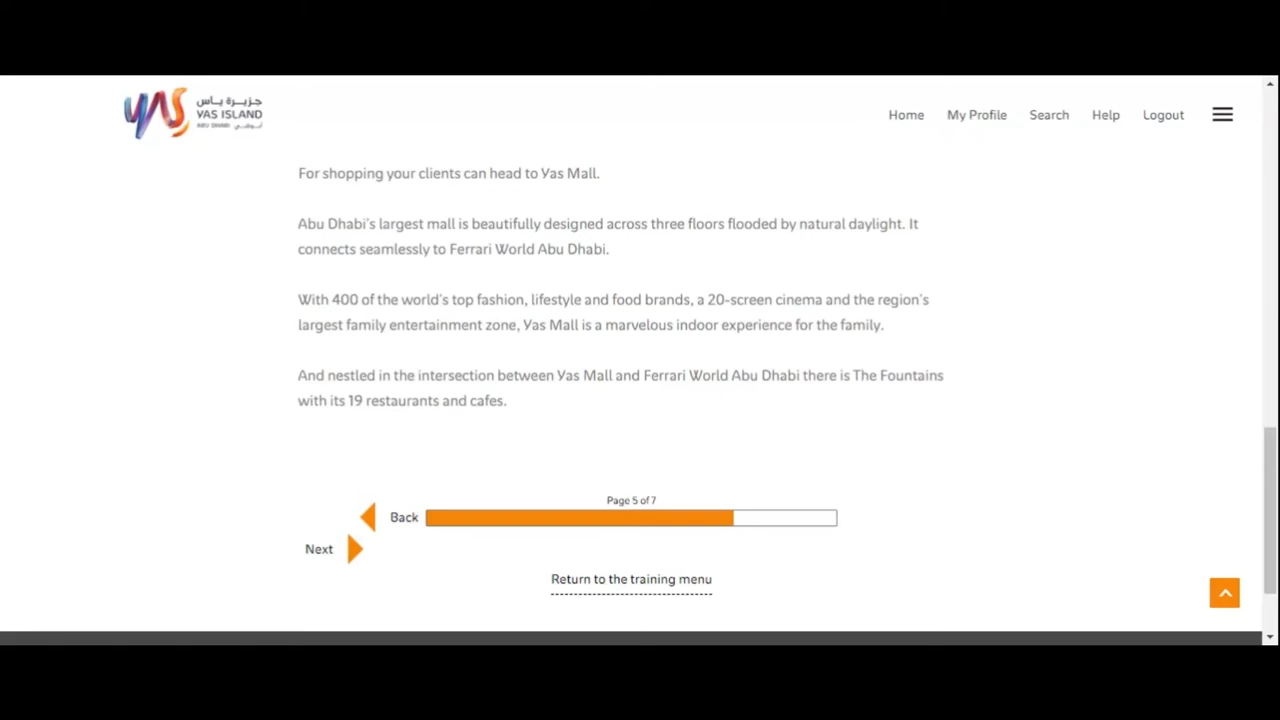 جزيرة ياس
YAS ISLAND
ABU DHABI أبوظبي
Home My Profile Search Help Logout
For shopping your clients can head to Yas Mall.
Abu Dhabi's largest mall is beautifully designed across three floors flooded by natural daylight. It
connects seamlessly to Ferrari World Abu Dhabi.
With 400 of the world's top fashion, lifestyle and food brands, a 20-screen cinema and the region's
largest family entertainment zone, Yas Mall is a marvelous indoor experience for the family.
And nestled in the intersection between Yas Mall and Ferrari World Abu Dhabi there is The Fountains
with its 19 restaurants and cafes.
Page 5 of 7
Back
Next
Return to the training menu